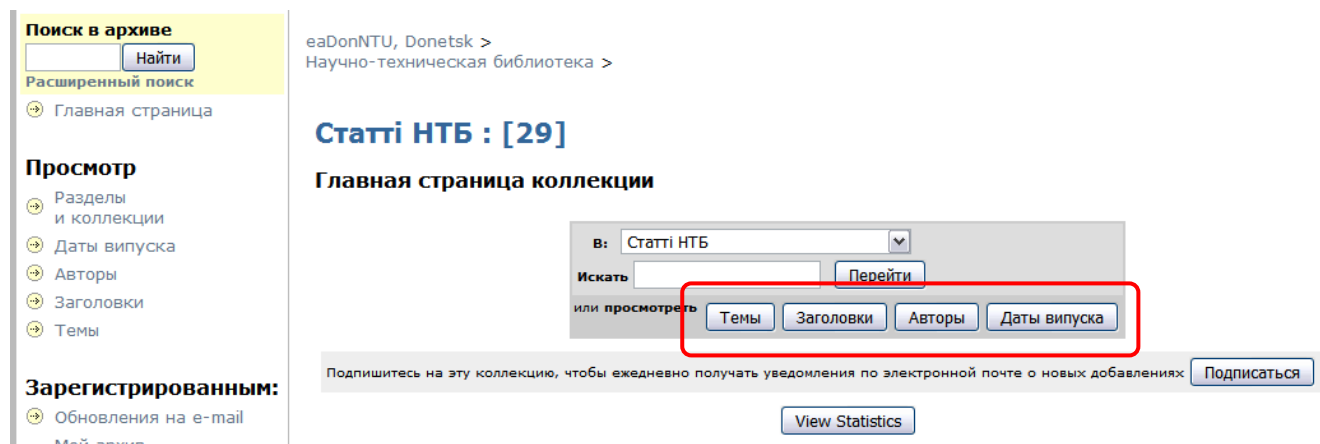 Поиск в архиве
Найти
Расширенный поиск
Главная страница
Просмотр
Разделы
и коллекции
Даты випуска
Авторы
Заголовки
Темы
Зарегистрированным:
Обновления на e-mail
Мой архив
eaDonNTU, Donetsk >
Научно-техническая библиотека >
Статті НТБ : [29]
Главная страница коллекции
В: Статті НТБ
Искать Перейти
или просмотреть Темы Заголовки Авторы Даты випуска
Подпишитесь на эту коллекцию, чтобы ежедневно получать уведомления по электронной почте о новых добавлениях Подписаться
View Statistics